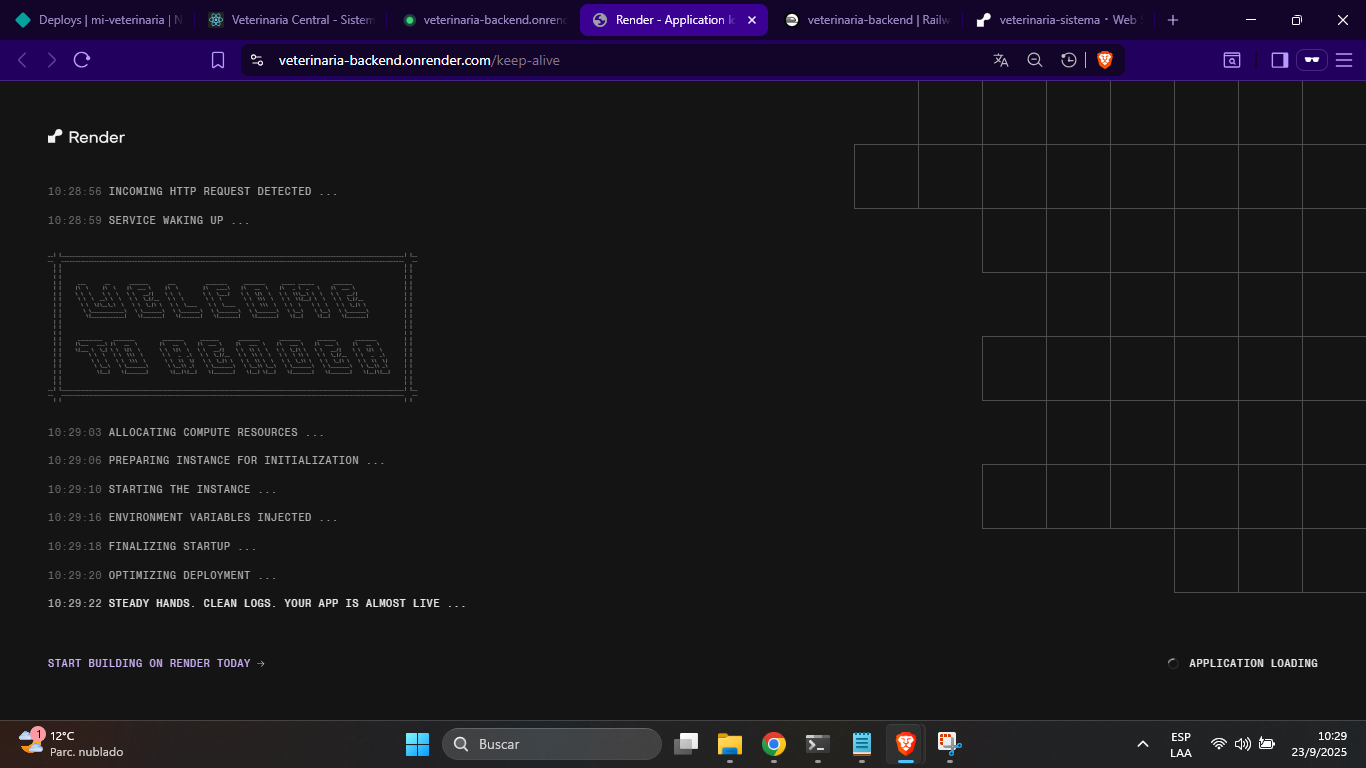 Deploys | mi-veterinaria | N
Veterinaria Central - Sistem
veterinaria-backend.onrend
Render - Application lo
veterinaria-backend | Railw
veterinaria-sistema · Web S
veterinaria-backend.onrender.com/keep-alive
Render
10:28:56 INCOMING HTTP REQUEST DETECTED ...
10:28:59 SERVICE WAKING UP ...
WELCOME
TO RENDER
10:29:03 ALLOCATING COMPUTE RESOURCES ...
10:29:06 PREPARING INSTANCE FOR INITIALIZATION ...
10:29:10 STARTING THE INSTANCE ...
10:29:16 ENVIRONMENT VARIABLES INJECTED ...
10:29:18 FINALIZING STARTUP ...
10:29:20 OPTIMIZING DEPLOYMENT ...
10:29:22 STEADY HANDS. CLEAN LOGS. YOUR APP IS ALMOST LIVE ...
START BUILDING ON RENDER TODAY →
APPLICATION LOADING
1
12°C
Parc. nublado
Buscar
ESP
LAA
10:29
23/9/2025